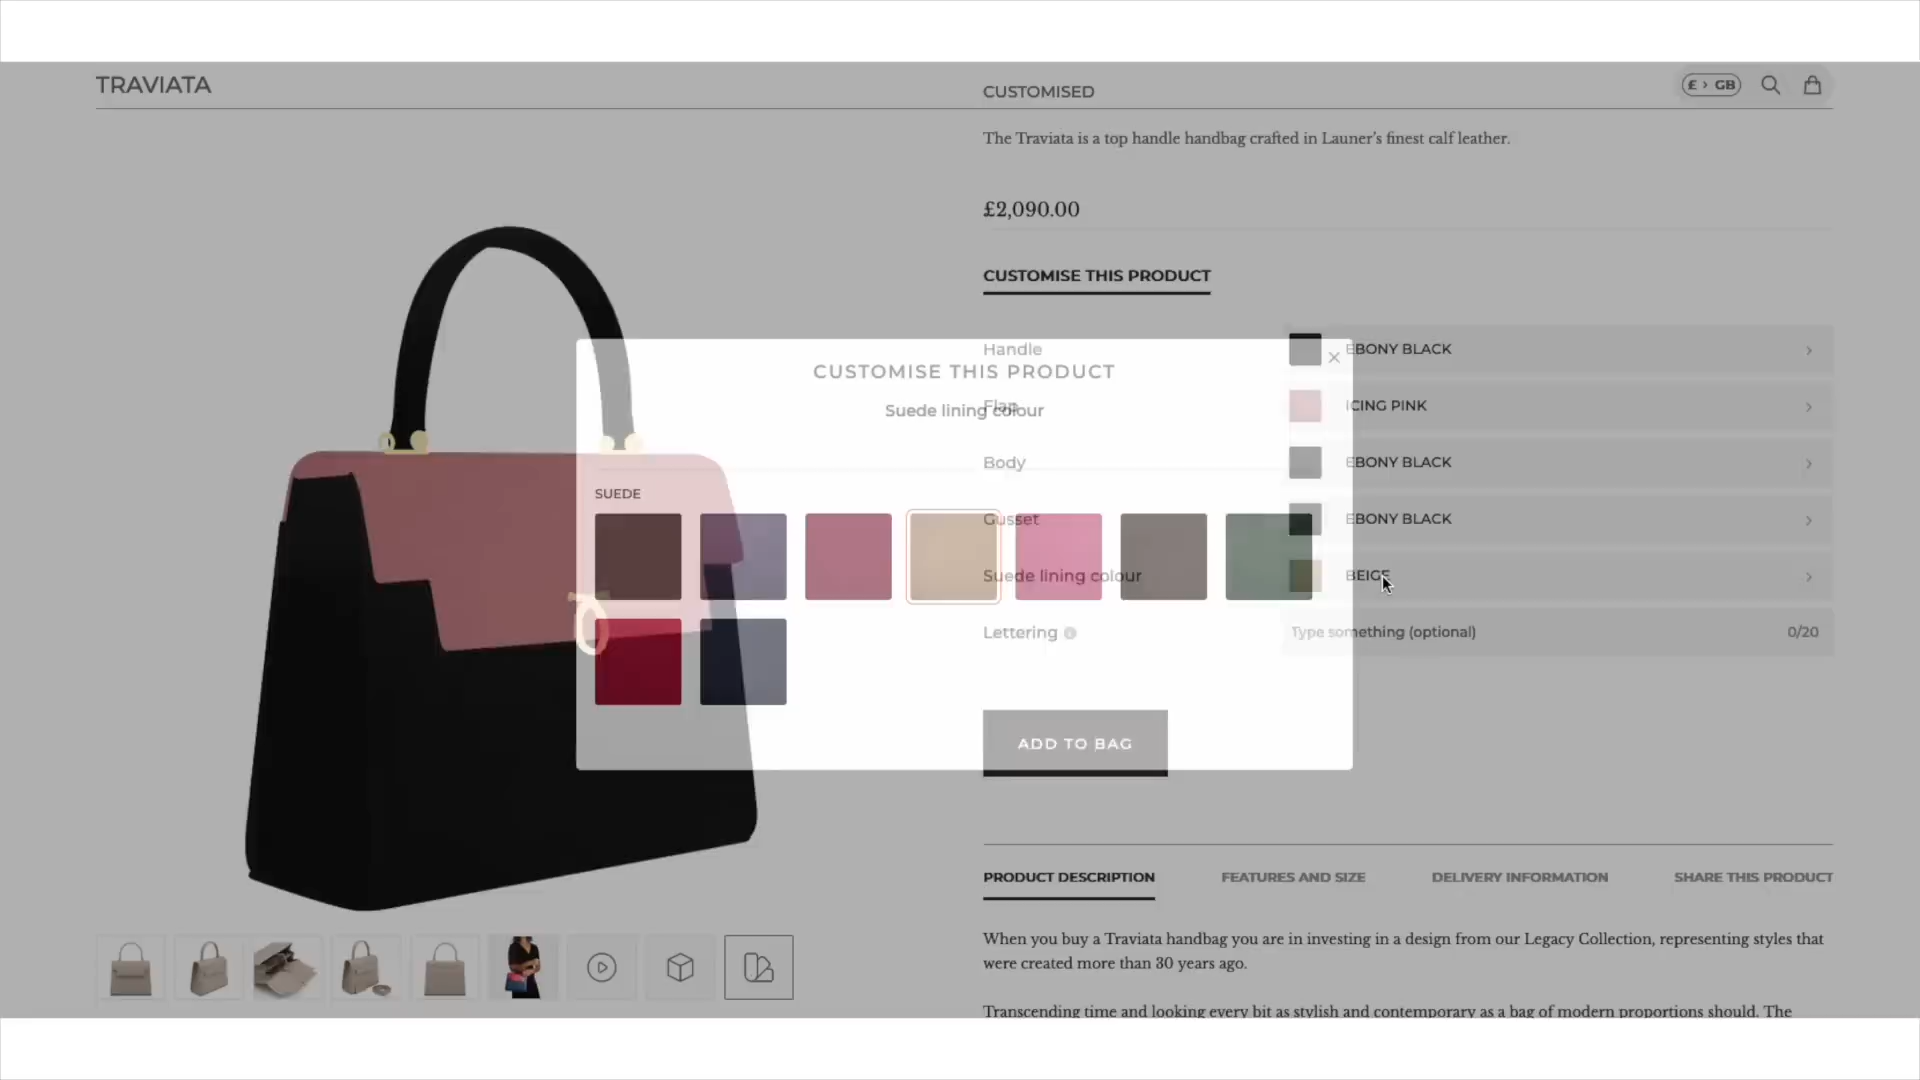 TRAVIATA
CUSTOMISED
£ > GB
The Traviata is a top handle handbag crafted in Launer's finest calf leather.
£2,090.00
CUSTOMISE THIS PRODUCT
Handle
EBONY BLACK
CUSTOMISE THIS PRODUCT
Suede lining colour
Flap
ICING PINK
Body
EBONY BLACK
SUEDE
Gusset
EBONY BLACK
Suede lining colour
BEIGE
Lettering
Type something (optional)
0/20
ADD TO BAG
PRODUCT DESCRIPTION
FEATURES AND SIZE
DELIVERY INFORMATION
SHARE THIS PRODUCT
When you buy a Traviata handbag you are in investing in a design from our Legacy Collection, representing styles that
were created more than 30 years ago.
Transcending time and looking every bit as stylish and contemporary as a bag of modern proportions should. The